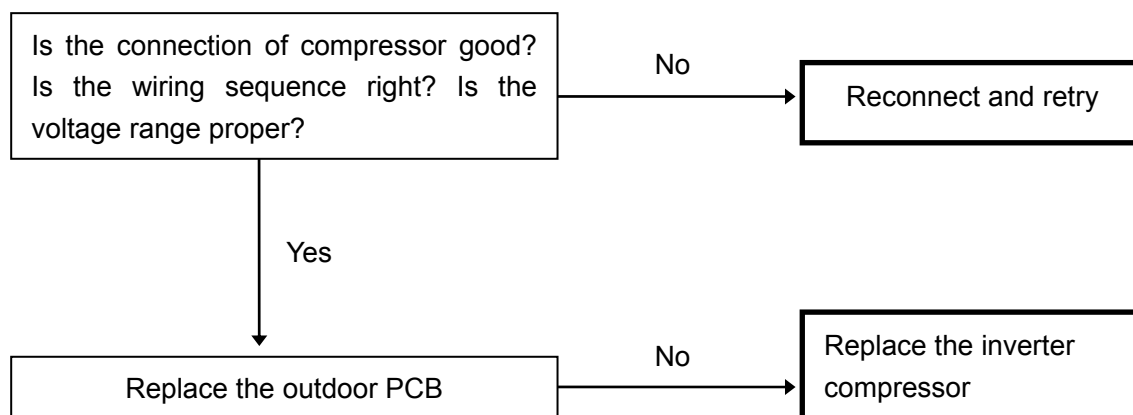 Is the connection of compressor good?
Is the wiring sequence right? Is the
voltage range proper?
No
Reconnect and retry
Yes
Replace the outdoor PCB
No
Replace the inverter
compressor